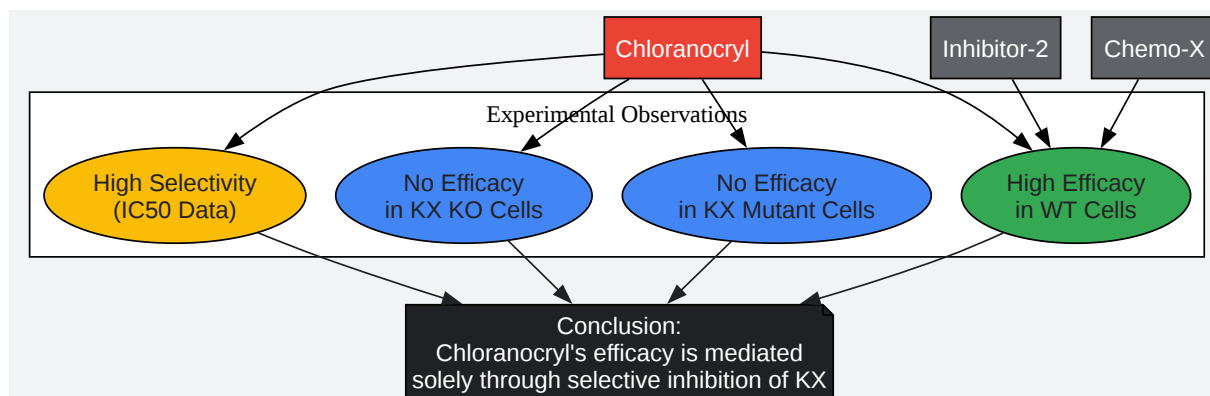 Chloranocryl
Inhibitor-2
Chemo-X
Experimental Observations
High Selectivity
(IC50 Data)
No Efficacy
in KX KO Cells
No Efficacy
in KX Mutant Cells
High Efficacy
in WT Cells
Conclusion:
Chloranocryl's efficacy is mediated
solely through selective inhibition of KX